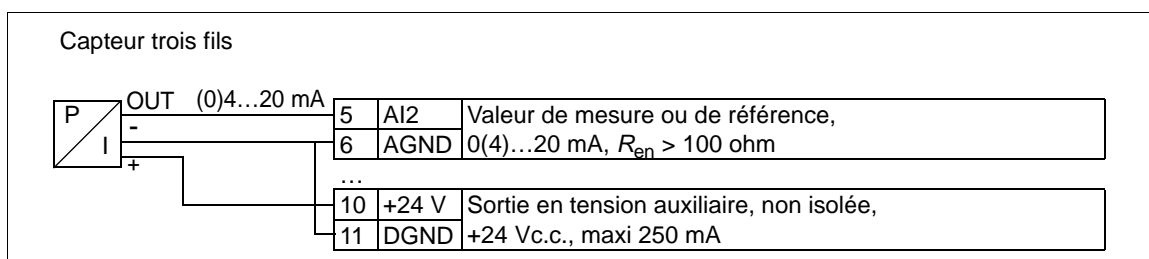 Capteur trois fils
P
I
OUT (0)4…20 mA
-
+
5 AI2 Valeur de mesure ou de référence,
6 AGND 0(4)…20 mA, Ren > 100 ohm
…
10 +24 V Sortie en tension auxiliaire, non isolée,
11 DGND +24 Vc.c., maxi 250 mA